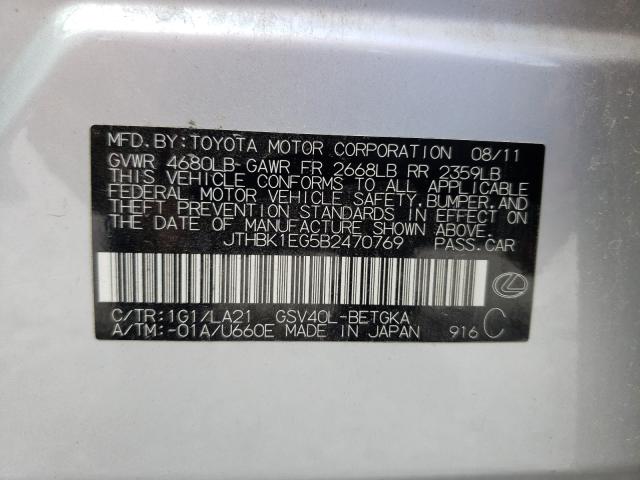 MFD.BY:TOYOTA MOTOR CORPORATION 08/11
GVWR 4680LB GAWR FR 2668LB RR 2359LB
THIS VEHICLE CONFORMS TO ALL APPLICABLE
FEDERAL MOTOR VEHICLE SAFETY,BUMPER,AND
THEFT PREVENTION STANDARDS IN EFFECT ON
THE DATE OF MANUFACTURE SHOWN ABOVE.
JTHBK1EG5B2470769 PASS.CAR
C/TR:1G1/LA21 GSV40L-BETGKA
A/TM:-01A/U660E MADE IN JAPAN 916 C